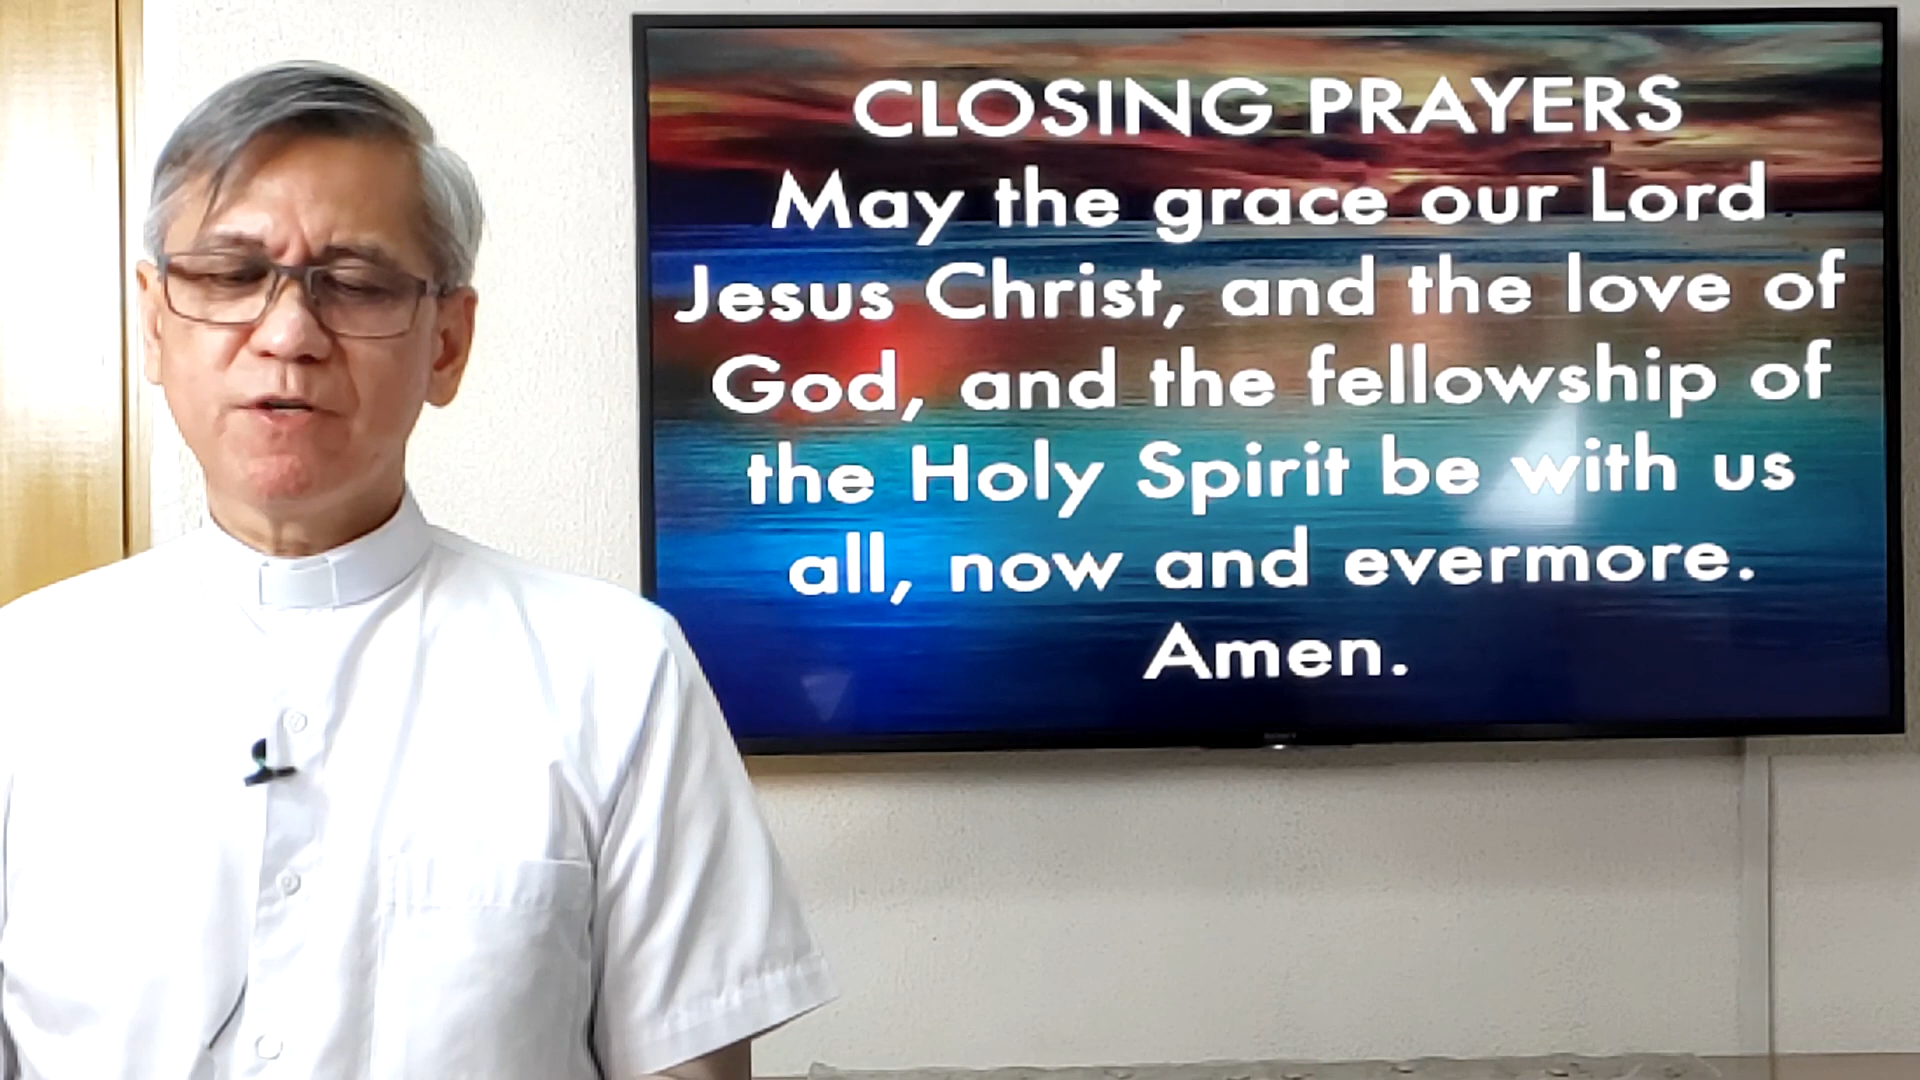 CLOSING PRAYERS
May the grace our Lord
Jesus Christ, and the love of
God, and the fellowship of
the Holy Spirit be with us
all, now and evermore.
Amen.